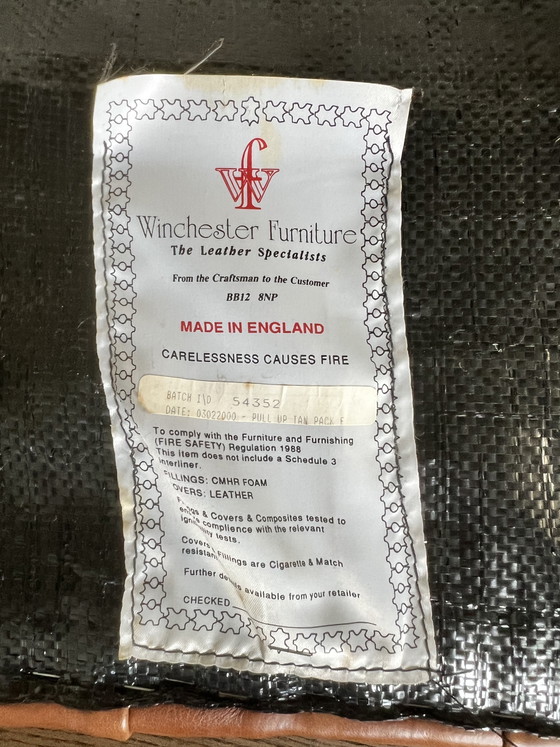 Winchester Furniture
The Leather Specialists
From the Craftsman to the Customer
BB12 8NP
MADE IN ENGLAND
CARELESSNESS CAUSES FIRE
BATCH I\D 54352
DATE: 03022000 - PULL UP TAN PACK
To comply with the Furniture and Furnishing
(FIRE SAFETY) Regulation 1988
This item does not include a Schedule 3
interliner.
FILLINGS: CMHR FOAM
COVERS: LEATHER
& Covers & Composites tested to
complience with the relevant
tests.
Covers Fillings are Cigarette & Match
resistant
Further details available from your retailer
CHECKED